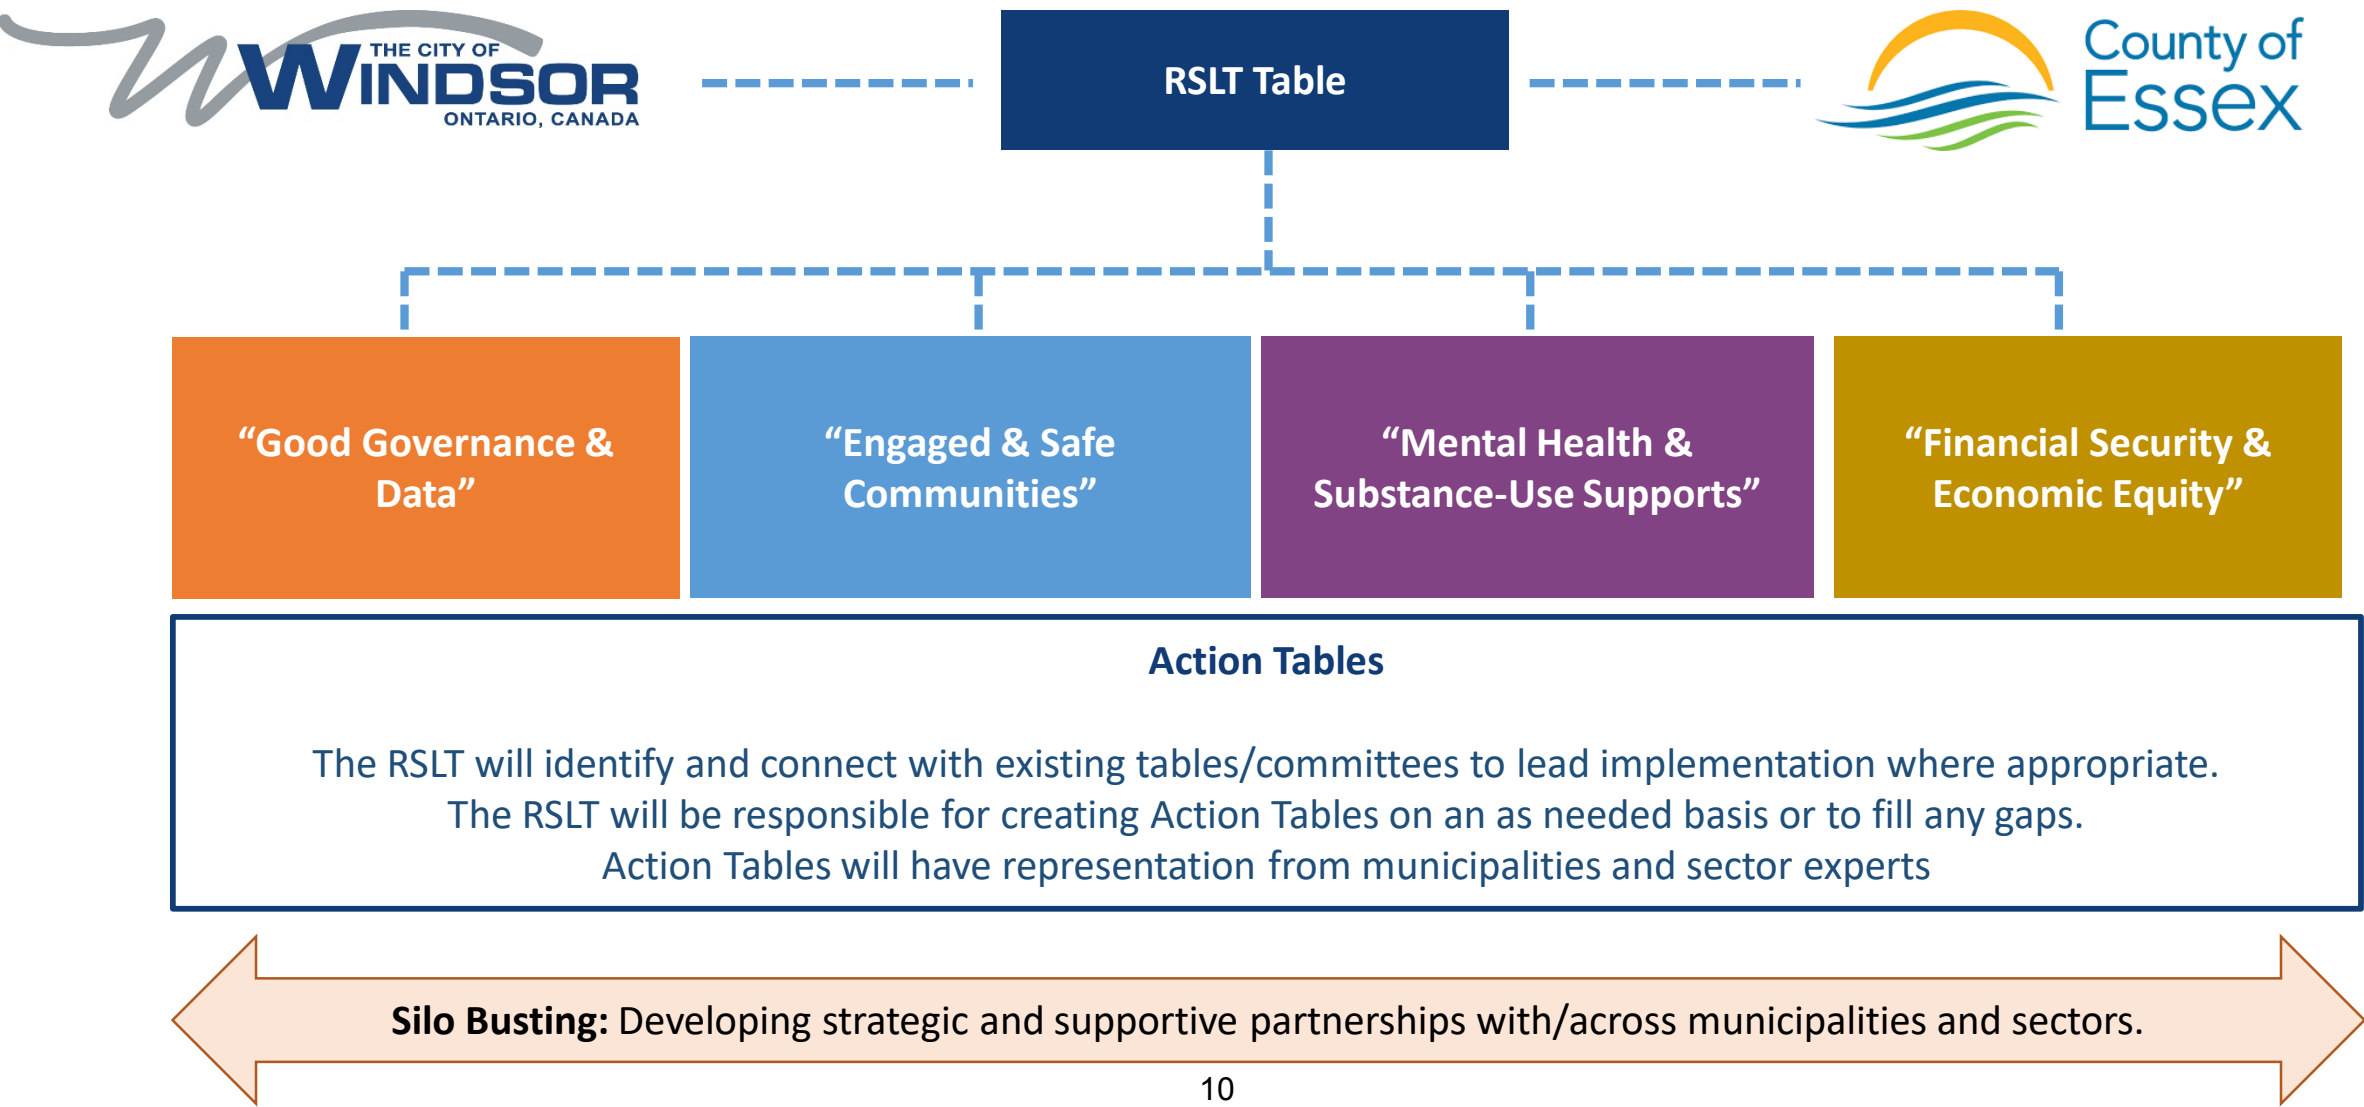 THE CITY OF
WINDSOR
ONTARIO, CANADA
RSLT Table
County of
Essex
“Good Governance &
Data”
“Engaged & Safe
Communities”
“Mental Health &
Substance-Use Supports”
“Financial Security &
Economic Equity”
Action Tables
The RSLT will identify and connect with existing tables/committees to lead implementation where appropriate.
The RSLT will be responsible for creating Action Tables on an as needed basis or to fill any gaps.
Action Tables will have representation from municipalities and sector experts
Silo Busting: Developing strategic and supportive partnerships with/across municipalities and sectors.
10